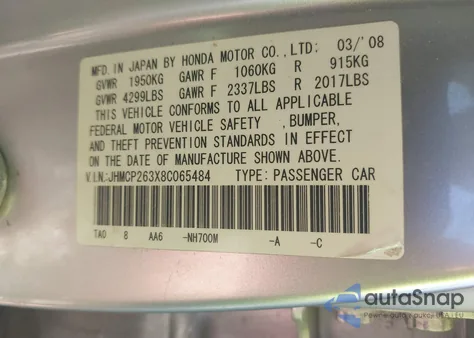 MFD. IN JAPAN BY HONDA MOTOR CO., LTD; 03/'08
GVWR 1950KG GAWR F 1060KG R 915KG
GVWR 4299LBS GAWR F 2337LBS R 2017LBS
THIS VEHICLE CONFORMS TO ALL APPLICABLE
FEDERAL MOTOR VEHICLE SAFETY ,BUMPER,
AND THEFT PREVENTION STANDARDS IN EFFECT
ON THE DATE OF MANUFACTURE SHOWN ABOVE.
V.I.N.:JHMCP263X8C065484 TYPE: PASSENGER CAR
TA0 8 AA6 -NH700M -A -C
autaSnap